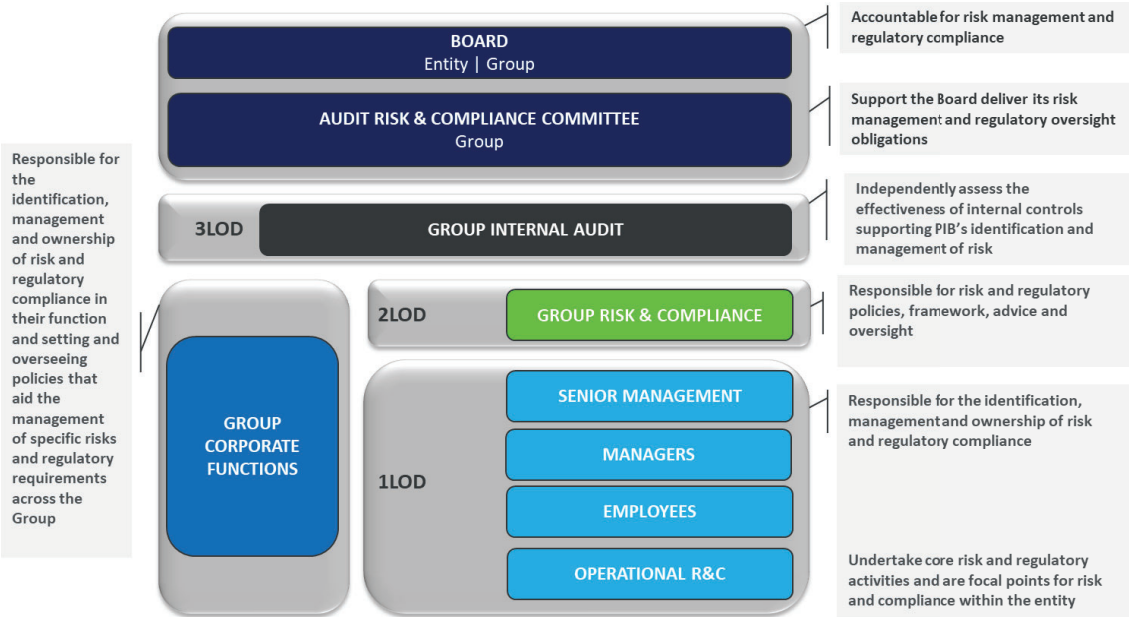 BOARD
Entity | Group
Accountable for risk management and
regulatory compliance
AUDIT RISK & COMPLIANCE COMMITTEE
Group
Support the Board deliver its risk
management and regulatory oversight
obligations
3LOD
GROUP INTERNAL AUDIT
Independently assess the
effectiveness of internal controls
supporting PIB's identification and
management of risk
Responsible for
the
identification,
management
and ownership
of risk and
regulatory
compliance in
their function
and setting and
overseeing
policies that
aid the
management
of specific risks
and regulatory
requirements
across the
Group
GROUP
CORPORATE
FUNCTIONS
2LOD
GROUP RISK & COMPLIANCE
Responsible for risk and regulatory
policies, framework, advice and
oversight
1LOD
SENIOR MANAGEMENT
MANAGERS
EMPLOYEES
OPERATIONAL R&C
Responsible for the identification,
management and ownership of risk
and regulatory compliance
Undertake core risk and regulatory
activities and are focal points for risk
and compliance within the entity